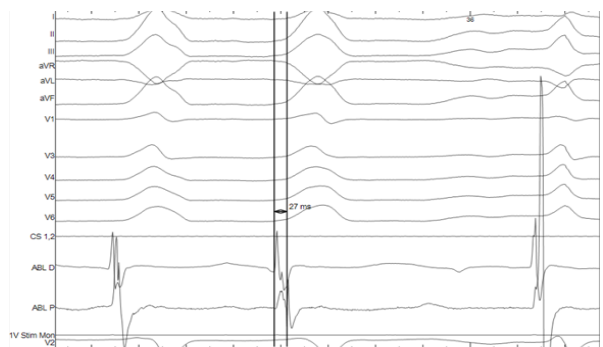 I
36
II
III
aVR
aVL
aVF
V1
V3
V4
V5
V6
27 ms
CS 1,2
ABL D
ABL P
1V Stim Mon
V2